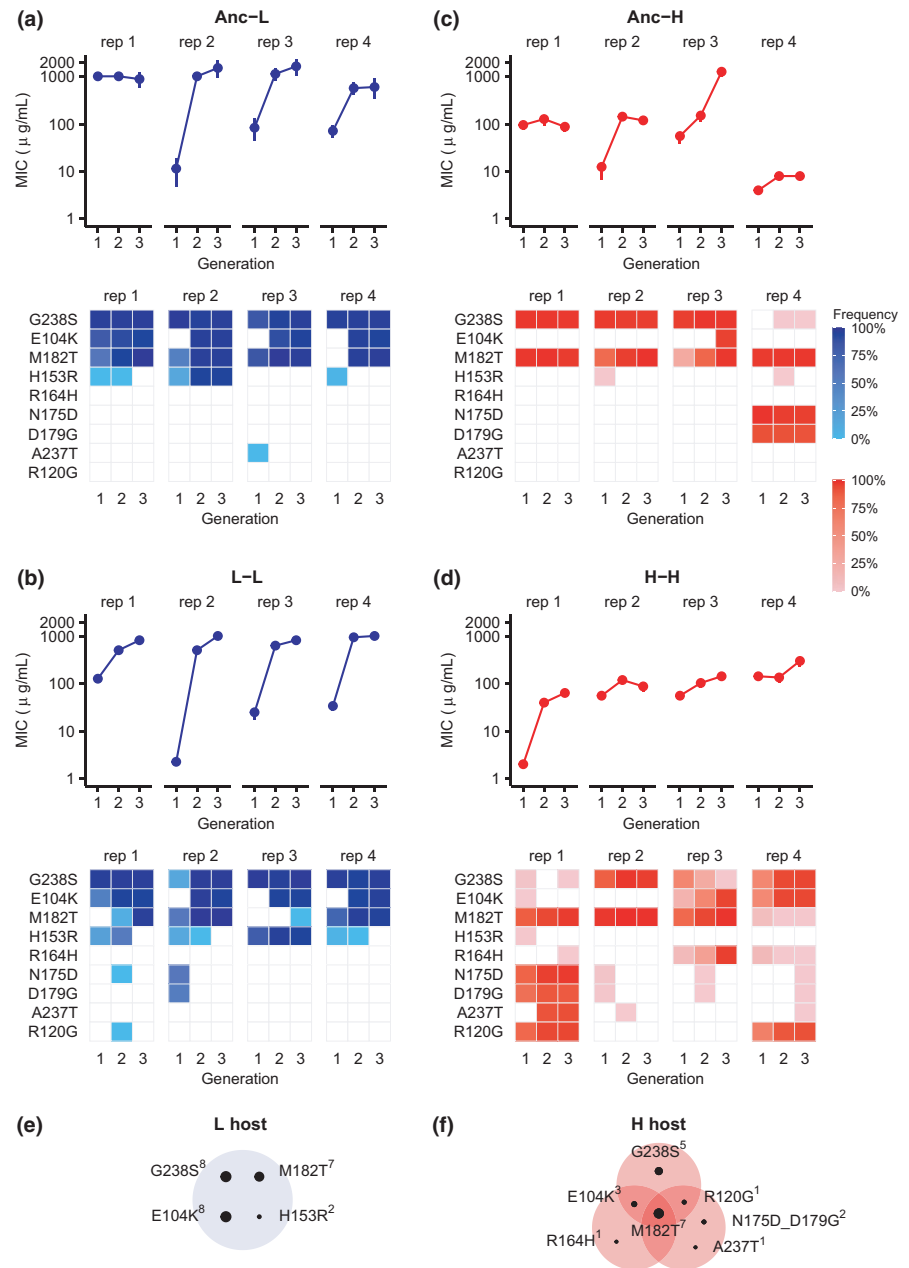 (a) Anc−L
rep 1 rep 2 rep 3 rep 4
MIC ( μ g/mL)
2000
1000
100
10
1
1 2 3 1 2 3 1 2 3 1 2 3
Generation
rep 1 rep 2 rep 3 rep 4
G238S
E104K
M182T
H153R
R164H
N175D
D179G
A237T
R120G
1 2 3 1 2 3 1 2 3 1 2 3
Generation
(c) Anc−H
rep 1 rep 2 rep 3 rep 4
MIC ( μ g/mL)
2000
1000
100
10
1
1 2 3 1 2 3 1 2 3 1 2 3
Generation
rep 1 rep 2 rep 3 rep 4
G238S
E104K
M182T
H153R
R164H
N175D
D179G
A237T
R120G
1 2 3 1 2 3 1 2 3 1 2 3
Generation
Frequency
100%
75%
50%
25%
0%
100%
75%
50%
25%
0%
(b) L−L
rep 1 rep 2 rep 3 rep 4
MIC ( μ g/mL)
2000
1000
100
10
1
1 2 3 1 2 3 1 2 3 1 2 3
Generation
rep 1 rep 2 rep 3 rep 4
G238S
E104K
M182T
H153R
R164H
N175D
D179G
A237T
R120G
1 2 3 1 2 3 1 2 3 1 2 3
Generation
(d) H−H
rep 1 rep 2 rep 3 rep 4
MIC ( μ g/mL)
2000
1000
100
10
1
1 2 3 1 2 3 1 2 3 1 2 3
Generation
rep 1 rep 2 rep 3 rep 4
G238S
E104K
M182T
H153R
R164H
N175D
D179G
A237T
R120G
1 2 3 1 2 3 1 2 3 1 2 3
Generation
(e) L host
G238S⁸ M182T⁷
E104K⁸ H153R²
(f) H host
G238S⁵
E104K³ R120G¹
M182T⁷ N175D_D179G²
R164H¹ A237T¹